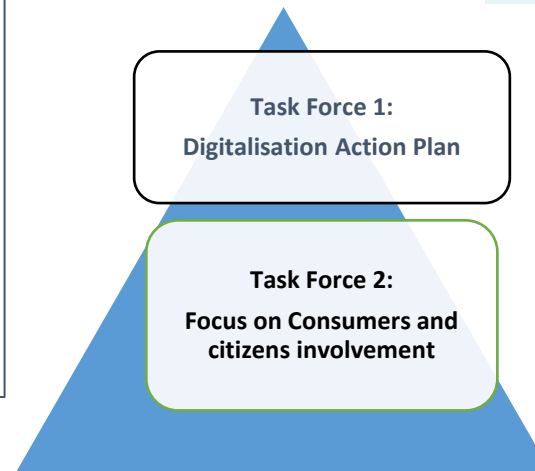 Task Force 1:
Digitalisation Action Plan
Task Force 2:
Focus on Consumers and
citizens involvement